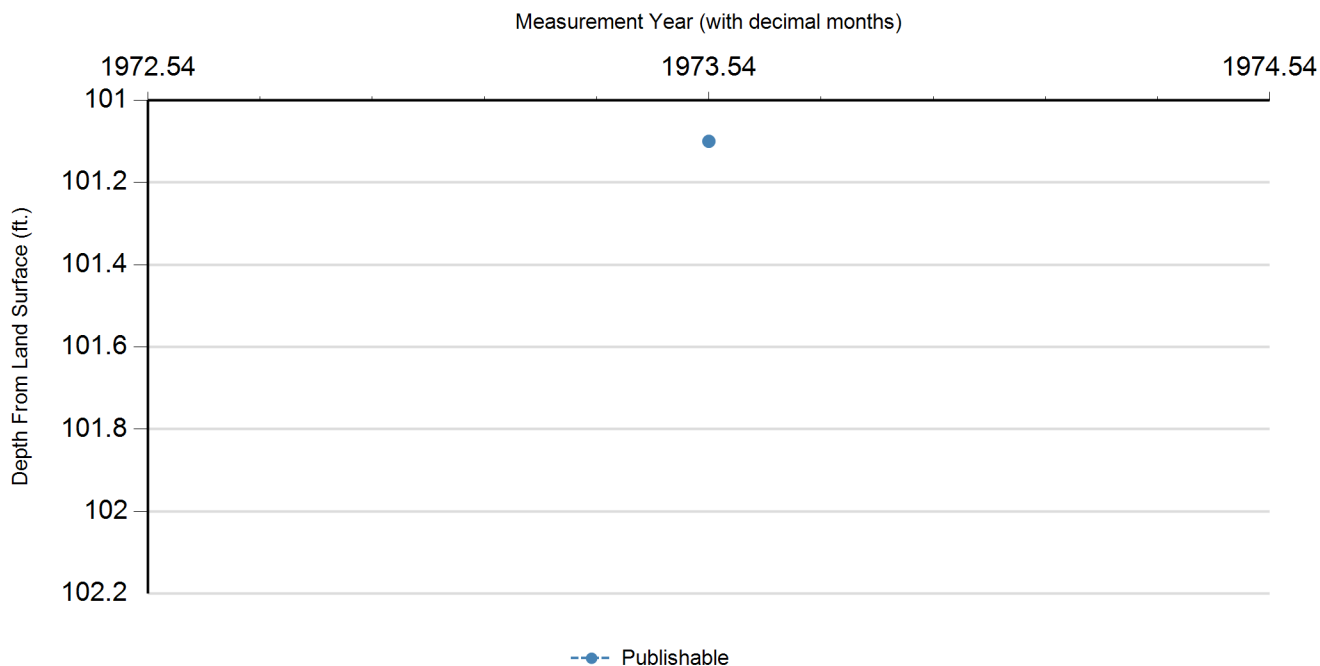 Measurement Year (with decimal months)
1972.54 1973.54 1974.54
101
101.2
101.4
101.6
101.8
102
102.2
Depth From Land Surface (ft.)
Publishable